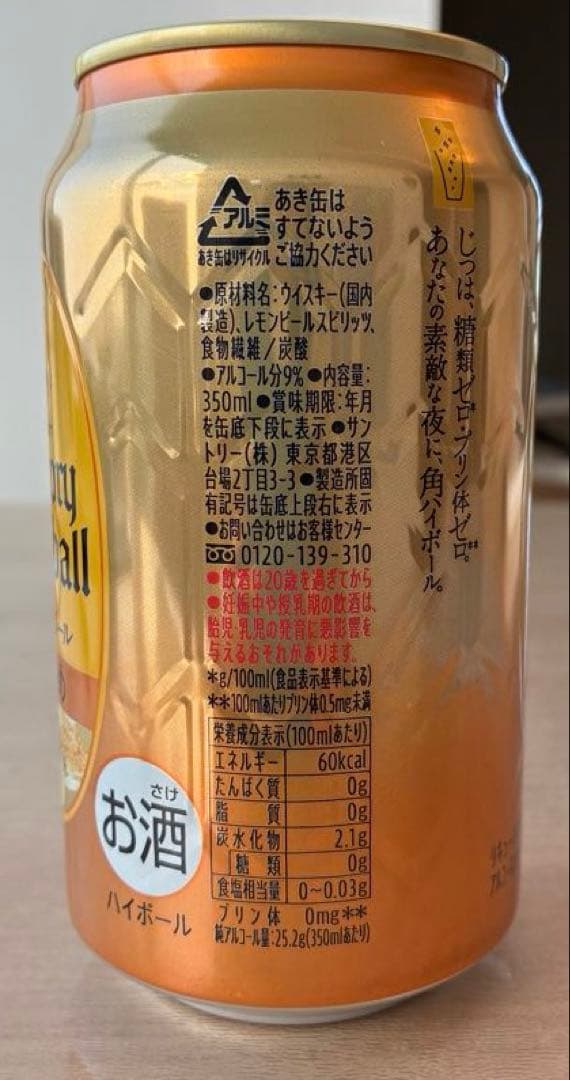 アルミ
あき缶はリサイクル
あき缶は
すてないよう
ご協力ください
●原材料名:ウイスキー(国内
製造)、レモンピールスピリッツ、
食物繊維/炭酸
●アルコール分9%●内容量:
350ml●賞味期限:年月
を缶底下段に表示●サン
トリー(株) 東京都港区
台場2丁目3-3●製造所固
有記号は缶底上段右に表示
●お問い合わせはお客様センター
0120-139-310
●飲酒は20歳を過ぎてから
●妊娠中や授乳期の飲酒は、
胎児・乳児の発育に悪影響を
与えるおそれがあります。
*g/100ml(食品表示基準による)
**100mlあたりプリン体0.5mg未満
栄養成分表示(100mlあたり)
エネルギー 60kcal
たんぱく質 0g
脂質 0g
炭水化物 2.1g
糖類 0g
食塩相当量 0~0.03g
プリン体 0mg**
純アルコール量:25.2g(350mlあたり)
じつは、糖類ゼロ*・プリン体ゼロ**。
あなたの素敵な夜に、角ハイボール。
さけ
お酒
ハイボール
ory
ball
ール